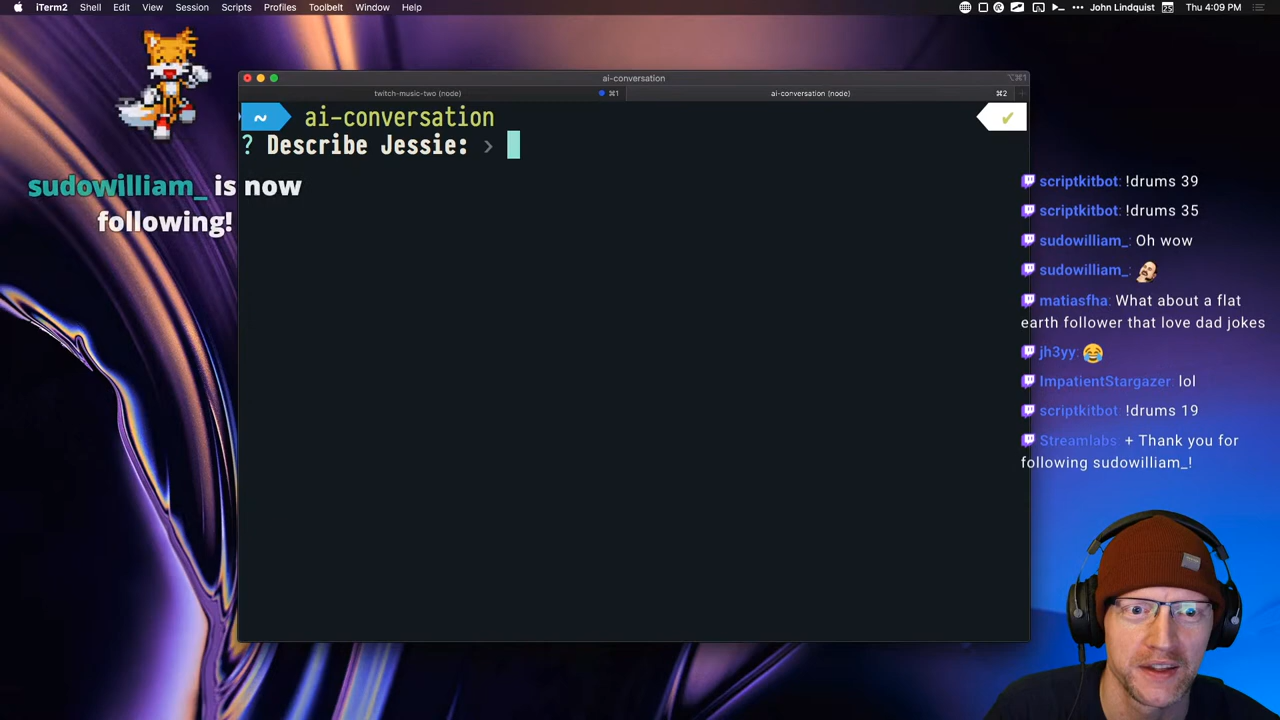 iTerm2 Shell Edit View Session Scripts Profiles Toolbelt Window Help John Lindquist Thu 4:09 PM
ai-conversation ⌥⌘1
twitch-music-two (node) ⌘1 ai-conversation (node) ⌘2
~ ai-conversation ✔
? Describe Jessie: ›
sudowilliam_ is now
following!
scriptkitbot: !drums 39
scriptkitbot: !drums 35
sudowilliam_: Oh wow
sudowilliam_:
matiasfha: What about a flat
earth follower that love dad jokes
jh3yy: 😂
ImpatientStargazer: lol
scriptkitbot: !drums 19
Streamlabs: + Thank you for
following sudowilliam_!